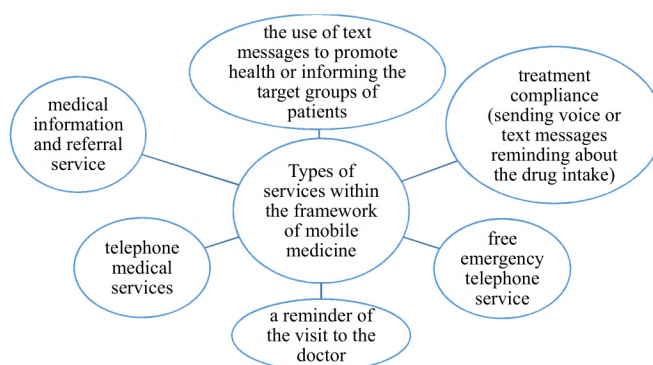 the use of text
messages to promote
health or informing the
target groups of
patients
treatment
compliance
(sending voice or
text messages
reminding about
the drug intake)
medical
information
and referral
service
Types of
services within
the framework
of mobile
medicine
telephone
medical
services
free
emergency
telephone
service
a reminder of
the visit to the
doctor